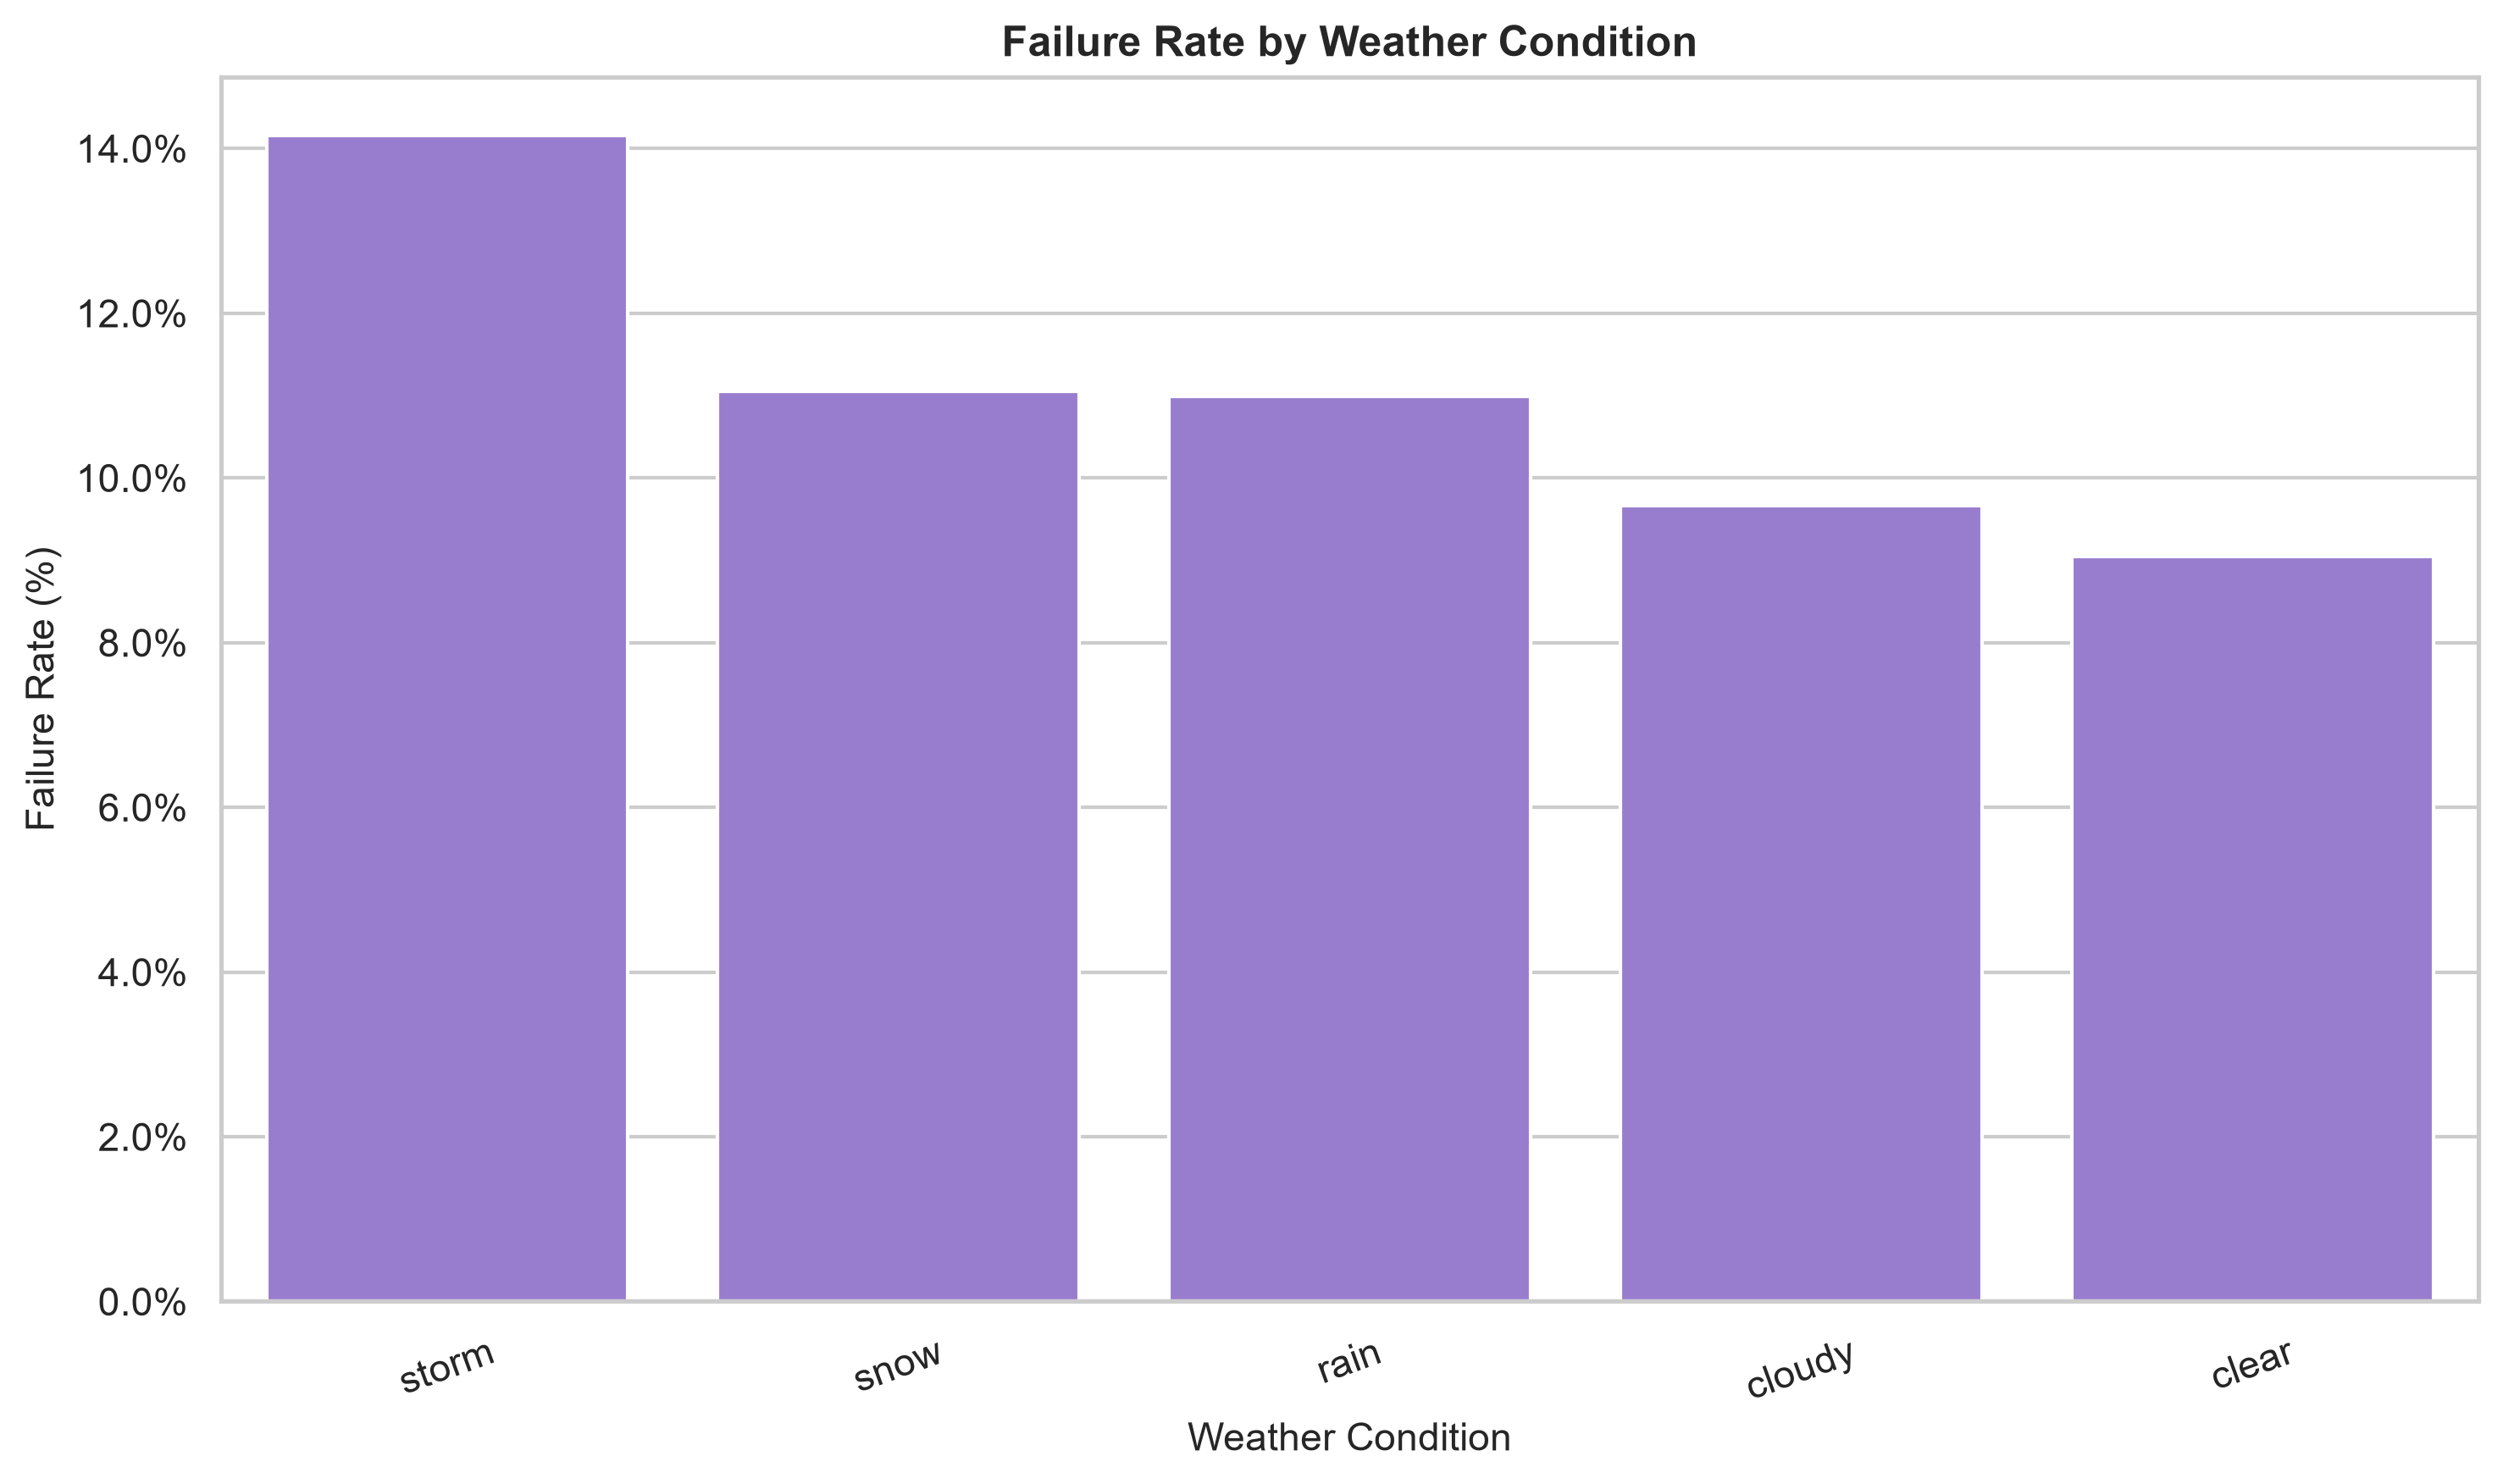 Failure Rate by Weather Condition
14.0%
12.0%
10.0%
8.0%
6.0%
4.0%
2.0%
0.0%
Failure Rate (%)
storm
snow
rain
cloudy
clear
Weather Condition